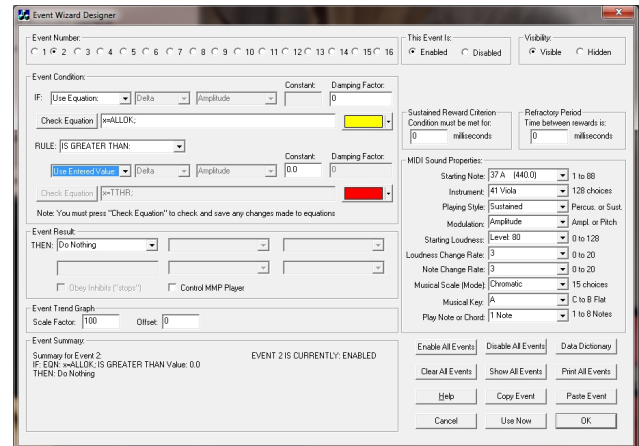 Event Wizard Designer
Event Number:
1 2 3 4 5 6 7 8 9 10 11 12 13 14 15 16
This Event Is:
Enabled Disabled
Visibility:
Visible Hidden
Event Condition:
Constant: Damping Factor:
IF: Use Equation: Delta Amplitude 0
Check Equation x=ALLOK;
RULE: IS GREATER THAN:
Constant: Damping Factor:
Use Entered Value: Delta Amplitude 0.0
Check Equation x=TTHR;
Note: You must press "Check Equation" to check and save any changes made to equations
Sustained Reward Criterion
Condition must be met for:
0 milliseconds
Refractory Period
Time between rewards is:
0 milliseconds
MIDI Sound Properties:
Starting Note: 37 A (440.0) 1 to 88
Instrument: 41 Viola 128 choices
Playing Style: Sustained Percus. or Sust.
Modulation: Amplitude Ampl. or Pitch
Starting Loudness: Level: 80 0 to 128
Loudness Change Rate: 3 0 to 20
Note Change Rate: 3 0 to 20
Musical Scale (Mode): Chromatic 15 choices
Musical Key: A C to B Flat
Play Note or Chord: 1 Note 1 to 8 Notes
Event Result:
THEN: Do Nothing
Obey Inhibits ("stops") Control MMP Player
Event Trend Graph
Scale Factor: 100 Offset: 0
Event Summary:
Summary for Event 2: EVENT 2 IS CURRENTLY: ENABLED
IF: EQN: x=ALLOK; IS GREATER THAN Value: 0.0
THEN: Do Nothing
Enable All Events Disable All Events Data Dictionary
Clear All Events Show All Events Print All Events
Help Copy Event Paste Event
Cancel Use Now OK